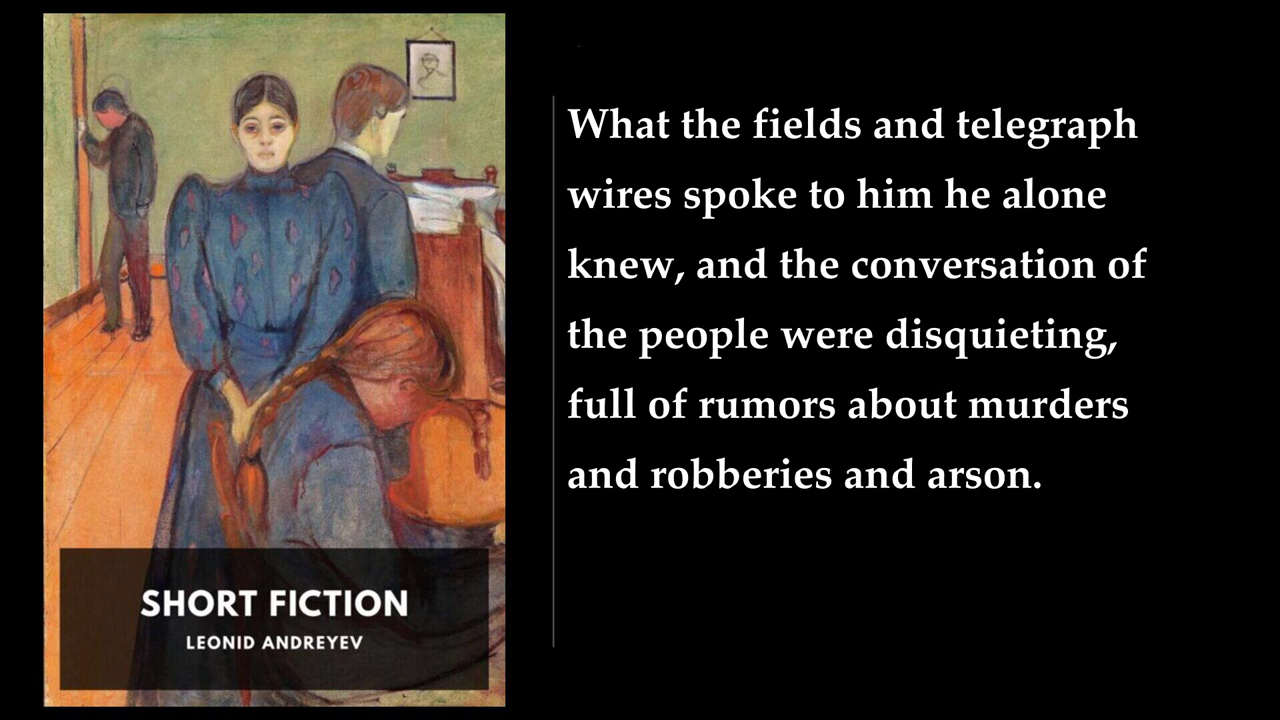 What the fields and telegraph
wires spoke to him he alone
knew, and the conversation of
the people were disquieting,
full of rumors about murders
and robberies and arson.
SHORT FICTION
LEONID ANDREYEV